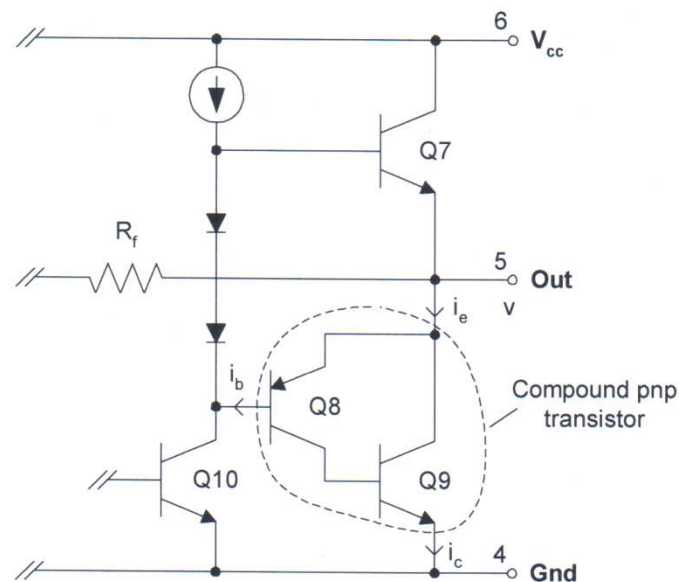 6
Vcc
Q7
Rf
5
Out
ie
v
ib
Q8
Compound pnp
transistor
Q10
Q9
ic
4
Gnd